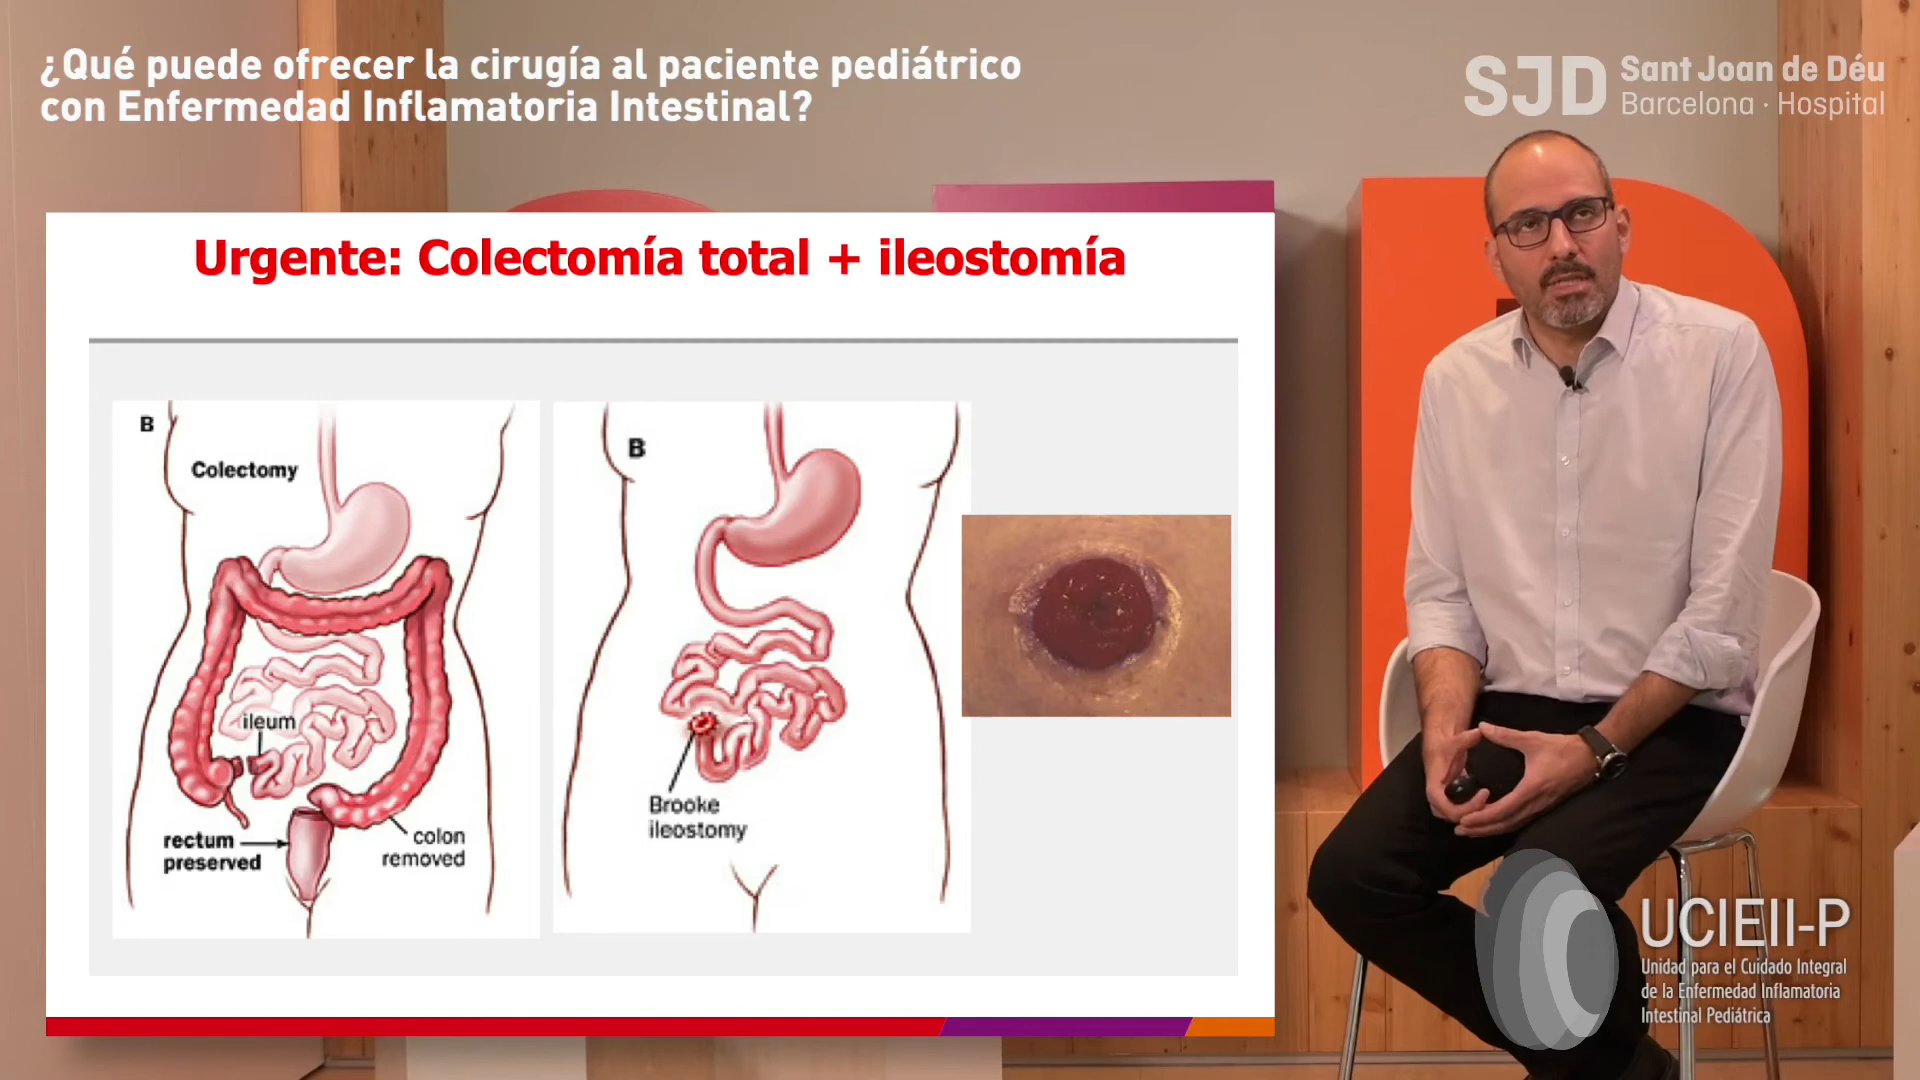 ¿Qué puede ofrecer la cirugía al paciente pediátrico
con Enfermedad Inflamatoria Intestinal?
SJD Sant Joan de Déu
Barcelona · Hospital
Urgente: Colectomía total + ileostomía
B
Colectomy
ileum
rectum
preserved
colon
removed
B
Brooke
ileostomy
UCIEII-P
Unidad para el Cuidado Integral
de la Enfermedad Inflamatoria
Intestinal Pediátrica